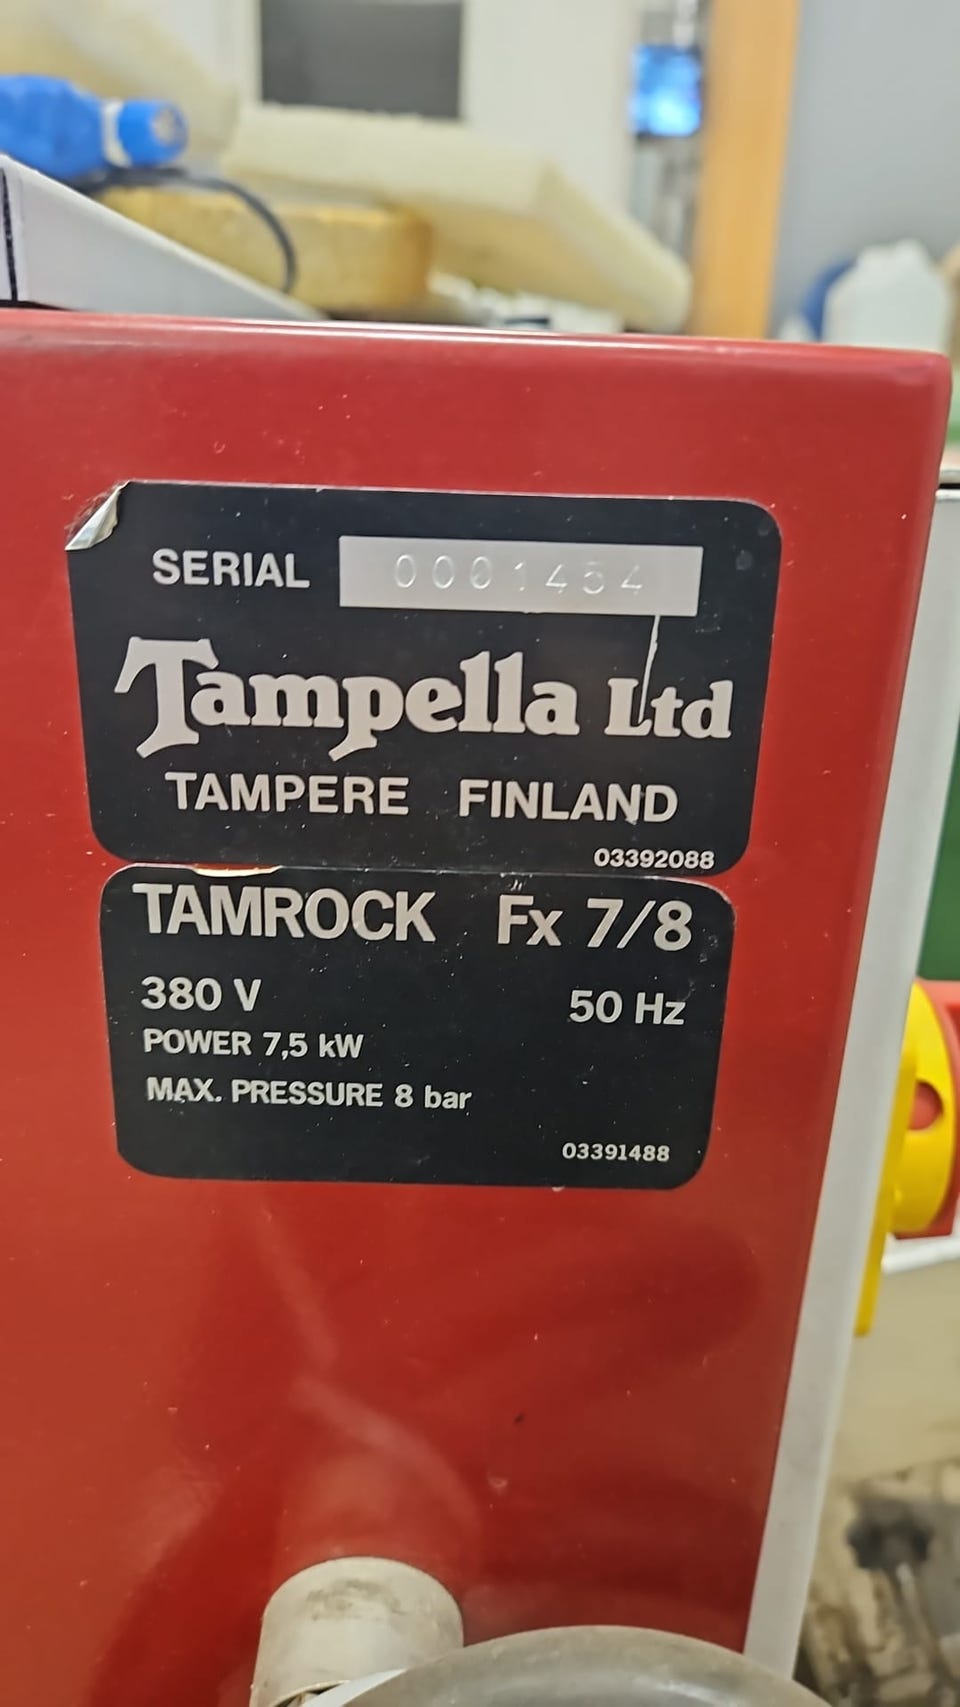 SERIAL 0001454
Tampella Ltd
TAMPERE FINLAND
03392088
TAMROCK Fx 7/8
380 V 50 Hz
POWER 7,5 kW
MAX. PRESSURE 8 bar
03391488